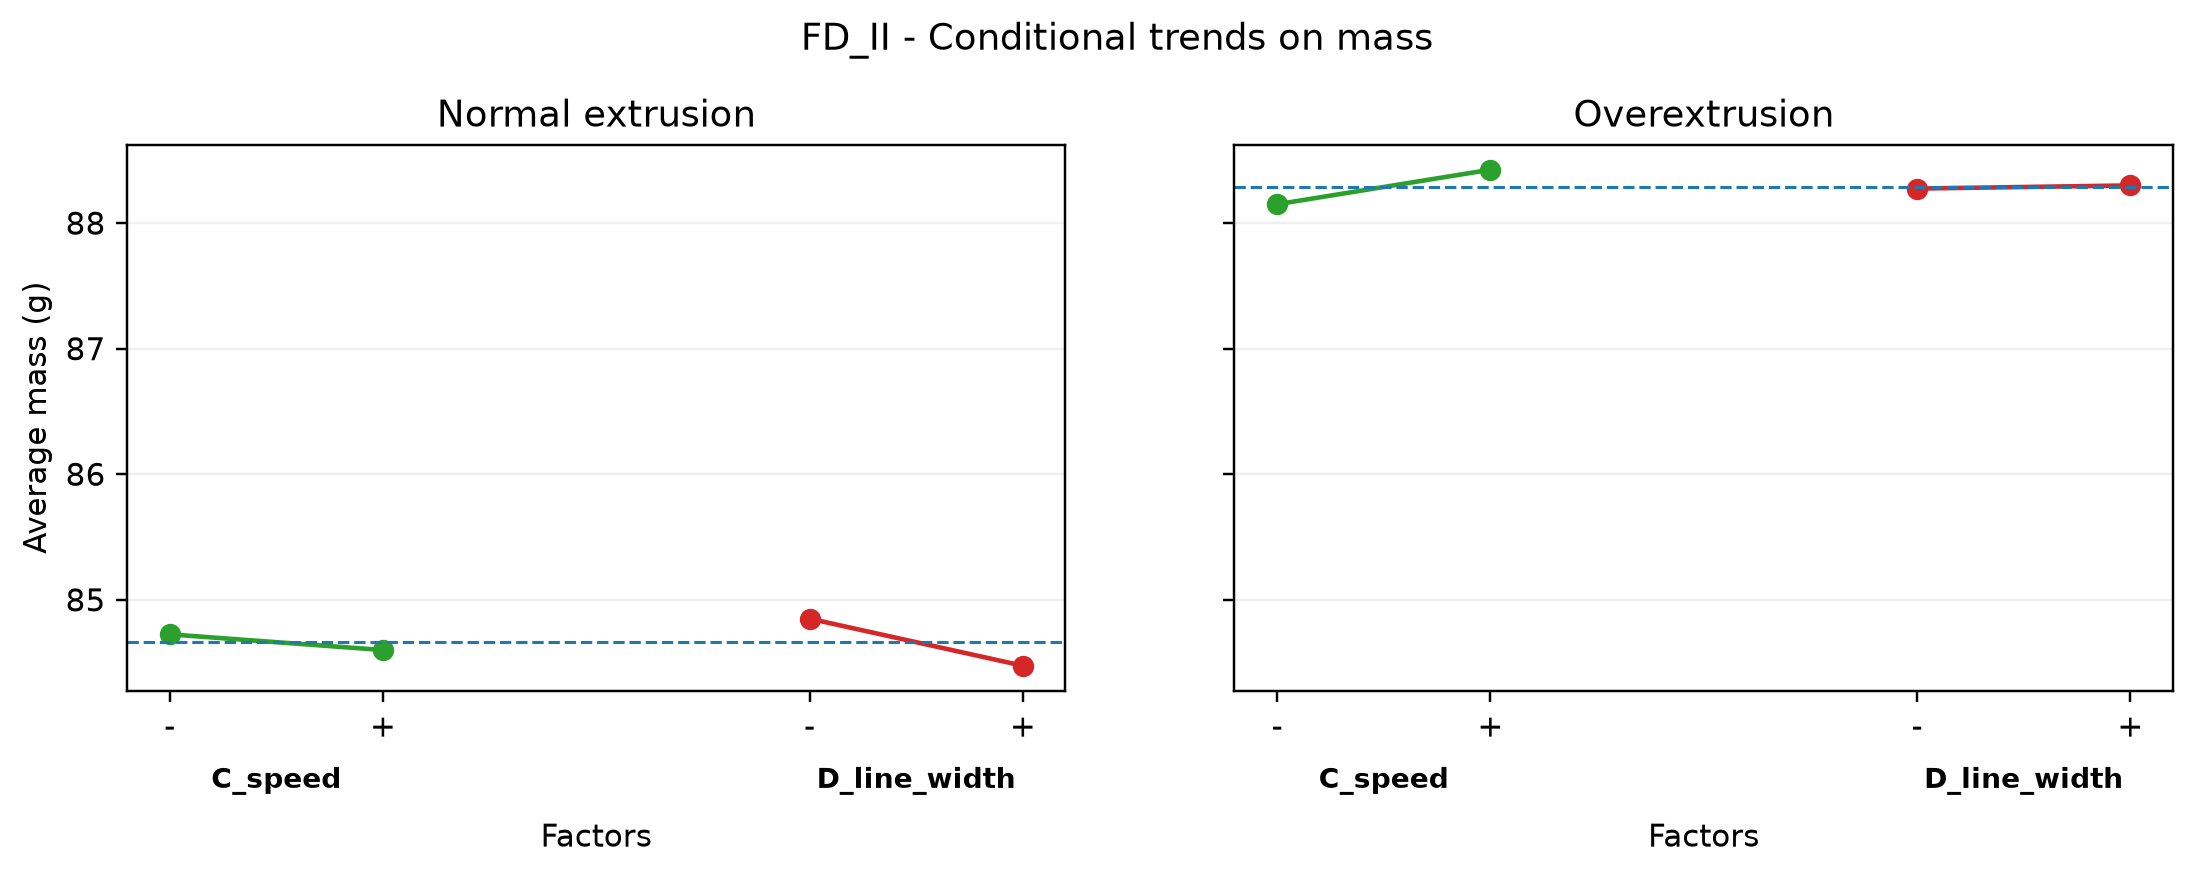 FD_II - Conditional trends on mass
Normal extrusion
Overextrusion
Average mass (g)
88
87
86
85
- + - +
C_speed D_line_width
Factors
- + - +
C_speed D_line_width
Factors